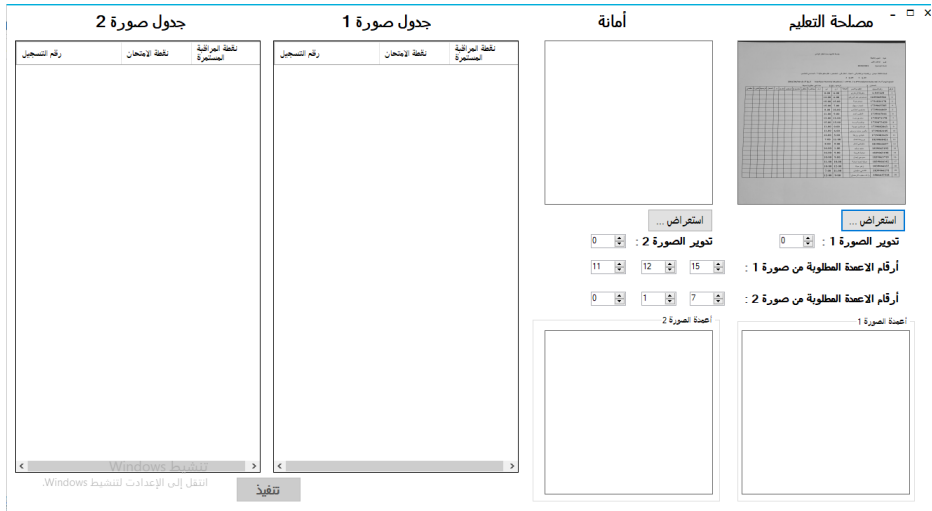 مصلحة التعليم
أمانة
جدول صورة 1
جدول صورة 2
رقم التسجيل
نقطة الامتحان
نقطة المراقبة
المستمرة
رقم التسجيل
نقطة الامتحان
نقطة المراقبة
المستمرة
استعراض ...
استعراض ...
تدوير الصورة 1 : 0
تدوير الصورة 2 : 0
أرقام الاعمدة المطلوبة من صورة 1 : 15 12 11
أرقام الاعمدة المطلوبة من صورة 2 : 7 1 0
أعمدة الصورة 1
أعمدة الصورة 2
تنشيط Windows
انتقل إلى الإعدادات لتنشيط Windows.
تنفيذ